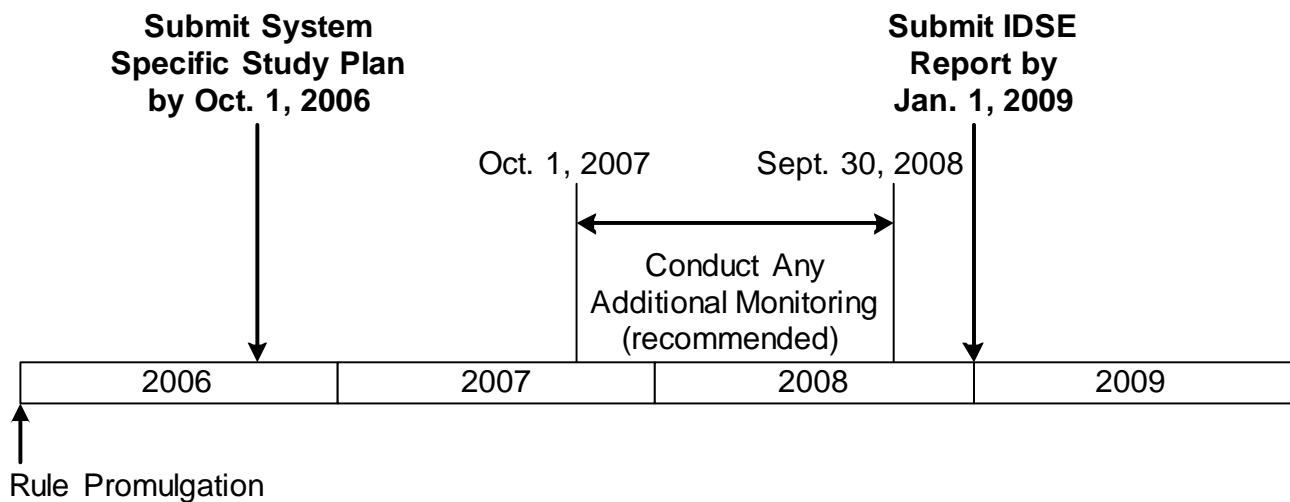 Submit System
Specific Study Plan
by Oct. 1, 2006
Submit IDSE
Report by
Jan. 1, 2009
Oct. 1, 2007
Sept. 30, 2008
Conduct Any
Additional Monitoring
(recommended)
2006
2007
2008
2009
Rule Promulgation